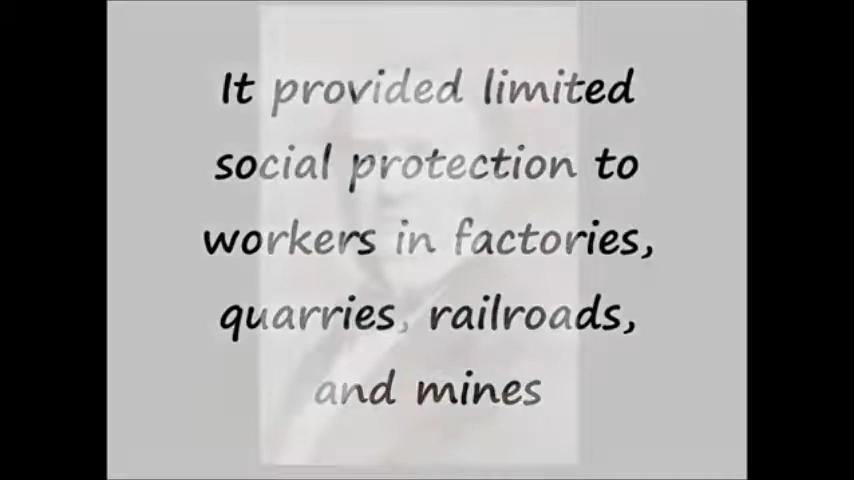 It provided limited
social protection to
workers in factories,
quarries, railroads,
and mines